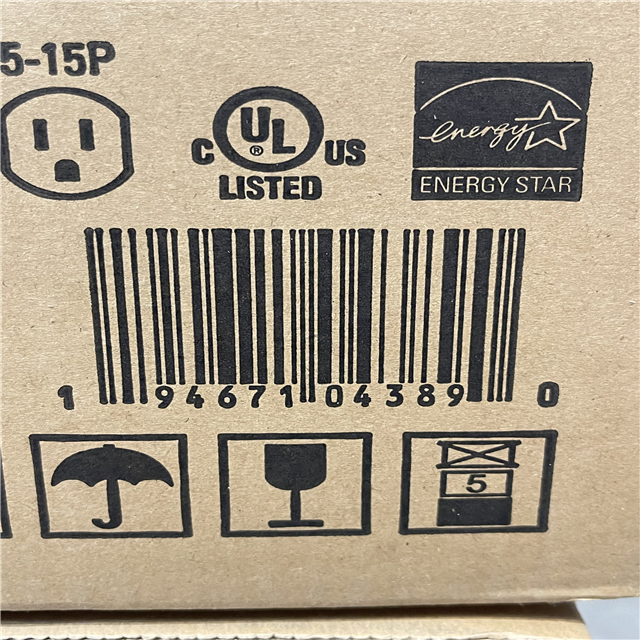 5-15P
C UL ® US
LISTED
energy
ENERGY STAR
1 94671 04389 0
5